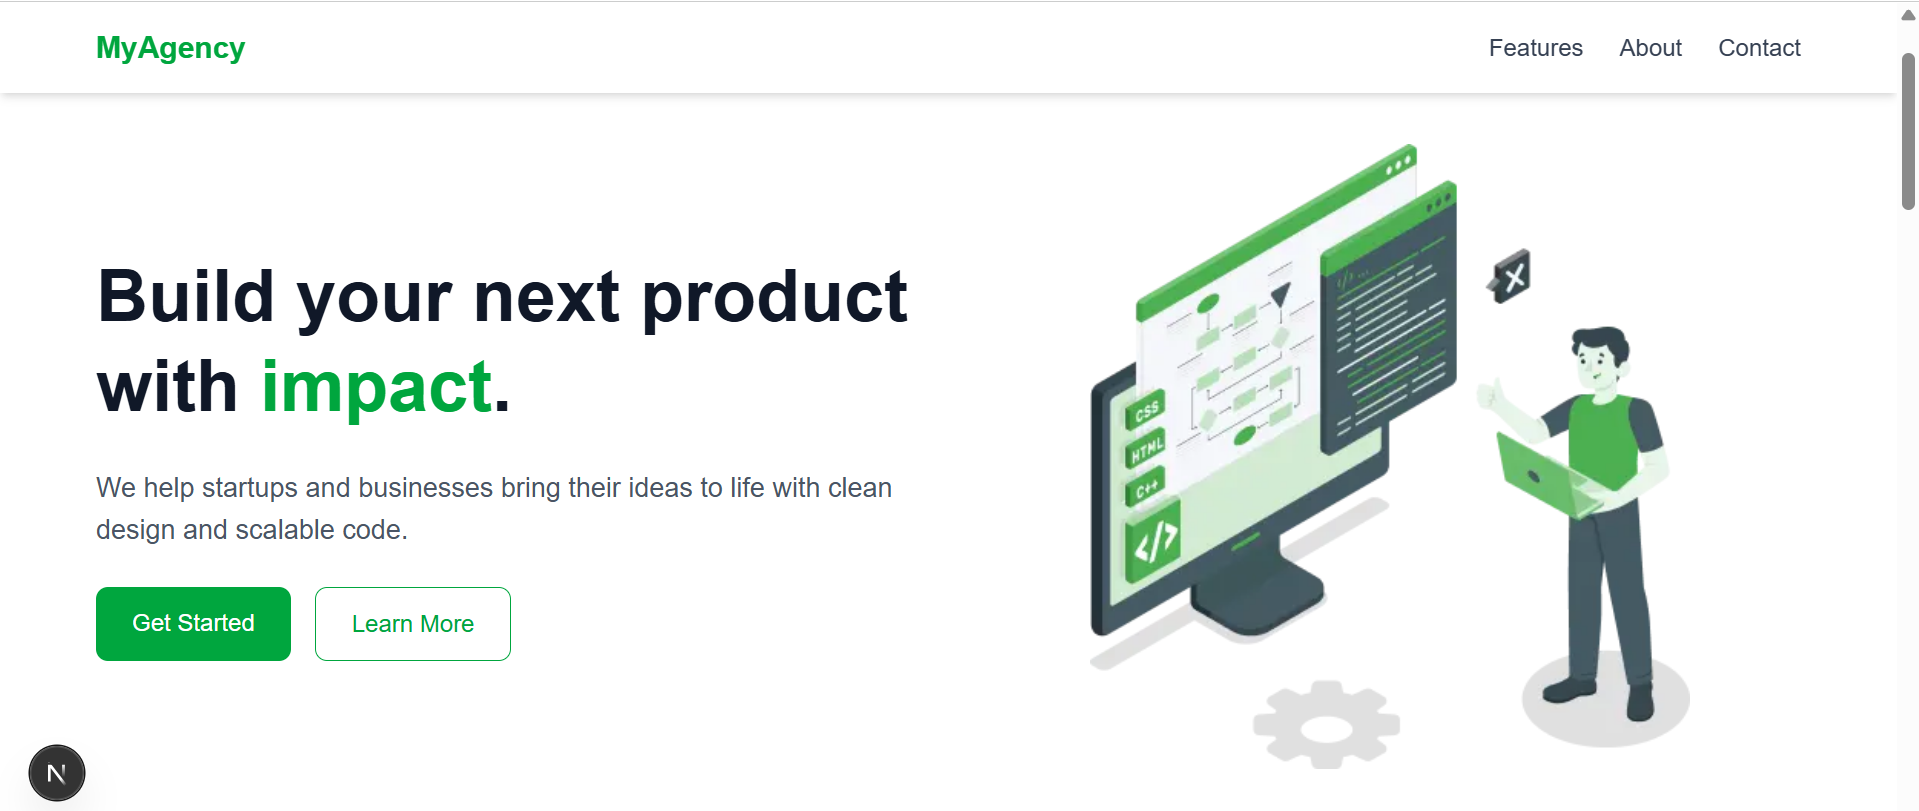 MyAgency
Features
About
Contact
Build your next product
with impact.
We help startups and businesses bring their ideas to life with clean
design and scalable code.
Get Started
Learn More
CSS
HTML
C++
</>
</> ...
X
N